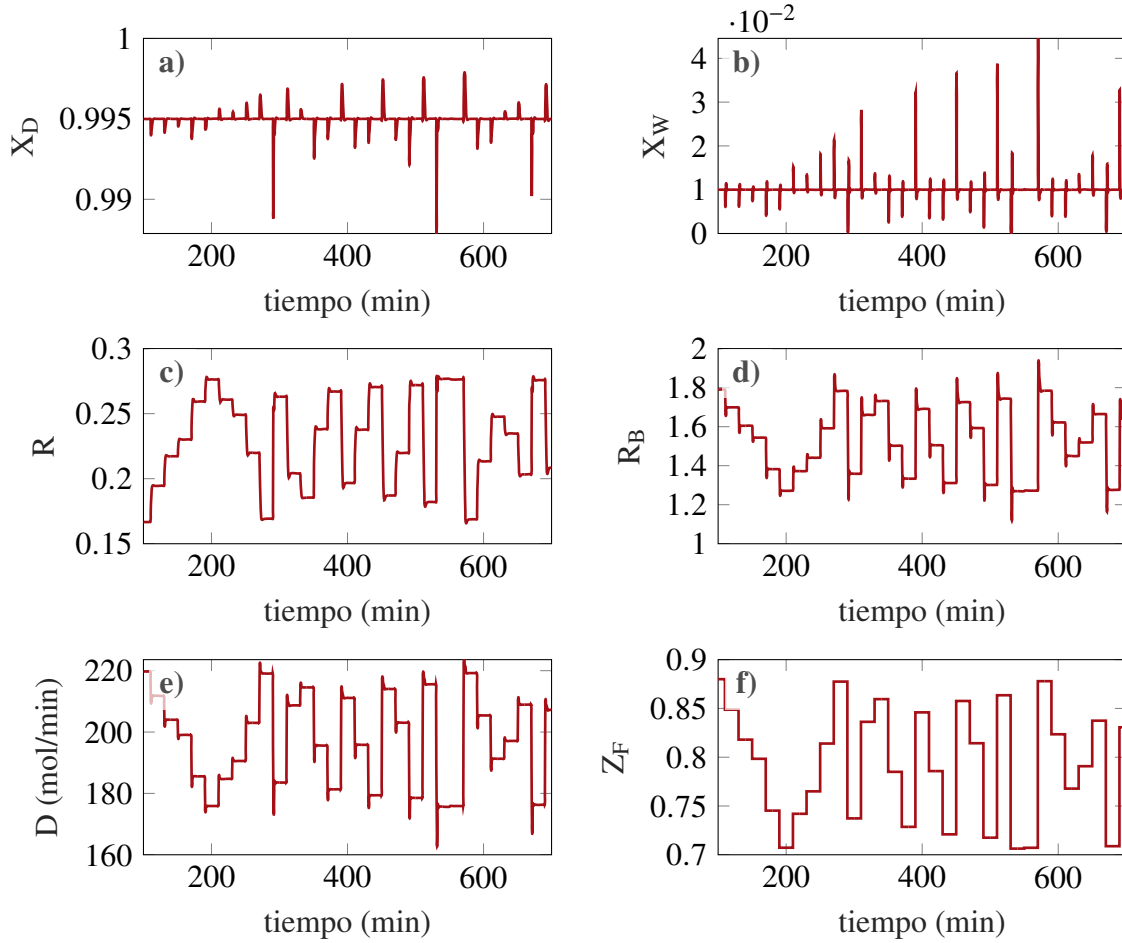 a)
1
0.995
0.99
X_D
200 400 600
tiempo (min)
·10⁻²
b)
4
3
2
1
0
X_W
200 400 600
tiempo (min)
c)
0.3
0.25
0.2
0.15
R
200 400 600
tiempo (min)
d)
2
1.8
1.6
1.4
1.2
1
R_B
200 400 600
tiempo (min)
e)
220
200
180
160
D (mol/min)
200 400 600
tiempo (min)
f)
0.9
0.85
0.8
0.75
0.7
Z_F
200 400 600
tiempo (min)